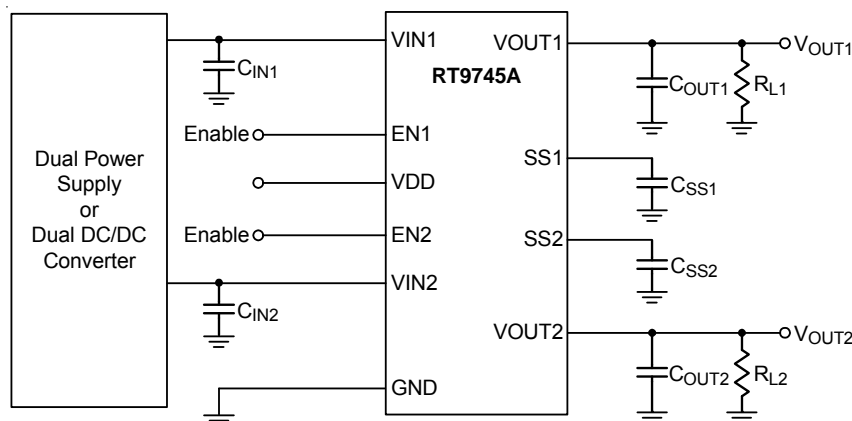 VIN1
VOUT1
VOUT1
RT9745A
CIN1
COUT1
RL1
Enable
EN1
SS1
VDD
CSS1
Dual Power
Supply
or
Dual DC/DC
Converter
Enable
EN2
SS2
VIN2
CSS2
CIN2
VOUT2
VOUT2
COUT2
RL2
GND